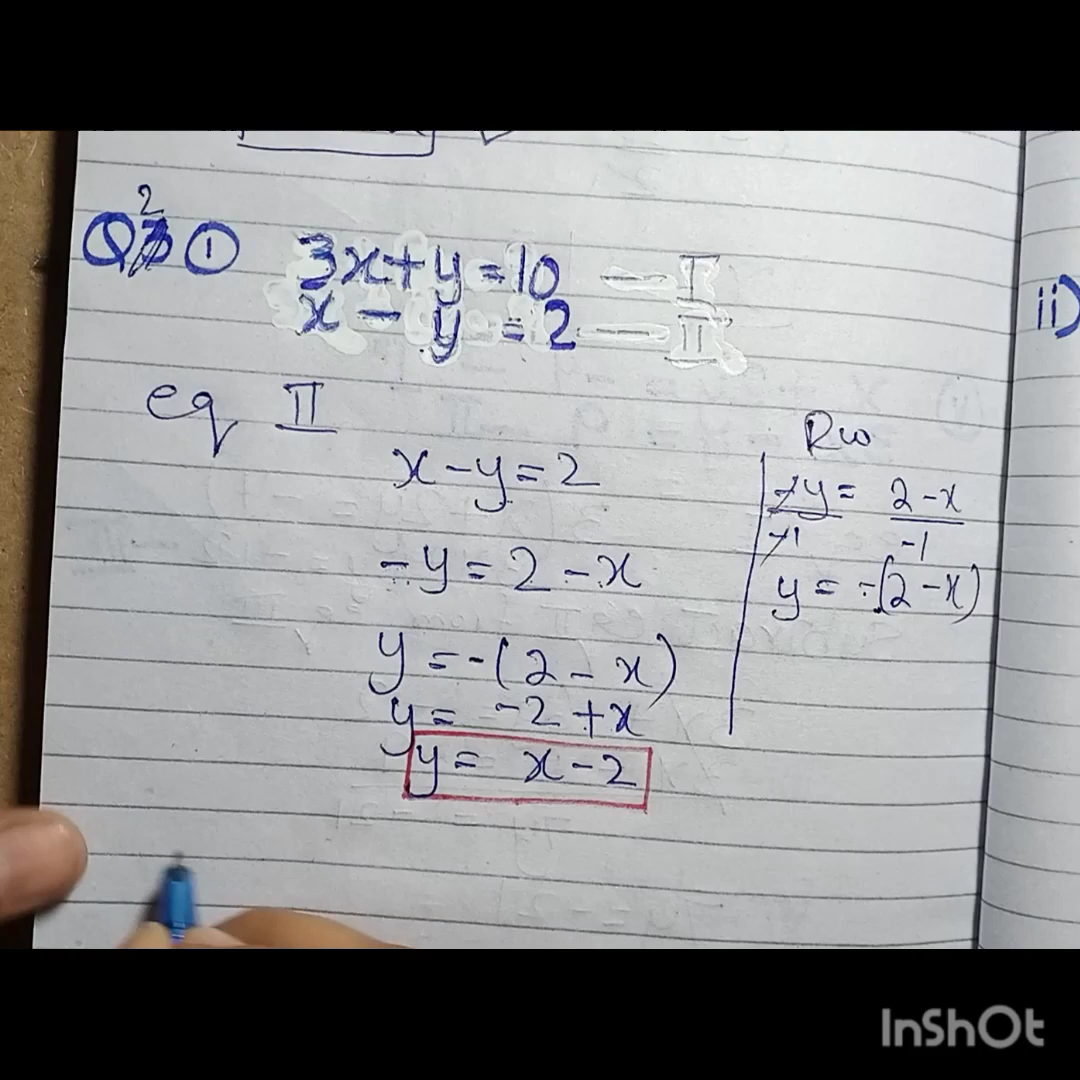 Q2 ①
3x+y=10 — I
x - y = 2 — II
eq II
x-y=2
-y=2-x
y=-(2-x)
y= -2+x
y= x-2
Rw
-y= 2-x
-1 -1
y= -(2-x)
ii)
InShOt